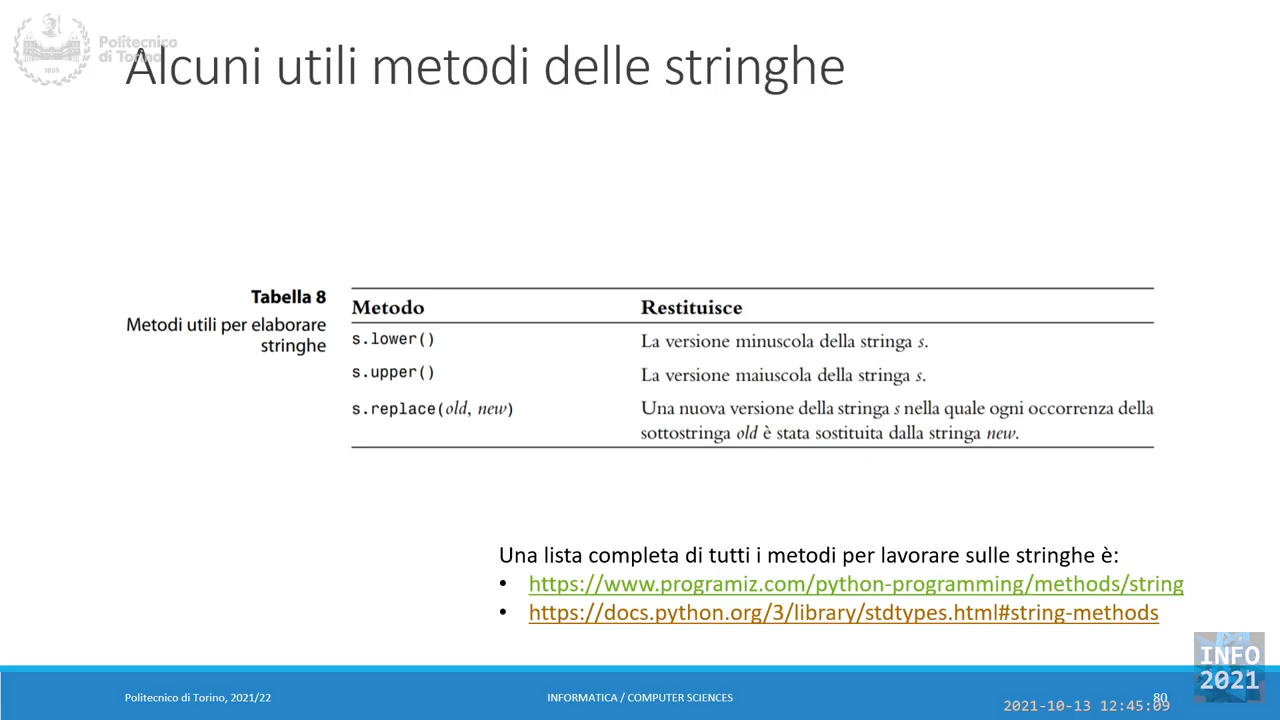 Politecnico
di Torino
1859
Alcuni utili metodi delle stringhe
Tabella 8
Metodi utili per elaborare
stringhe
Metodo Restituisce
s.lower() La versione minuscola della stringa s.
s.upper() La versione maiuscola della stringa s.
s.replace(old, new) Una nuova versione della stringa s nella quale ogni occorrenza della
sottostringa old è stata sostituita dalla stringa new.
Una lista completa di tutti i metodi per lavorare sulle stringhe è:
• https://www.programiz.com/python-programming/methods/string
• https://docs.python.org/3/library/stdtypes.html#string-methods
INFO
2021
Politecnico di Torino, 2021/22 INFORMATICA / COMPUTER SCIENCES 80
2021-10-13 12:45:09